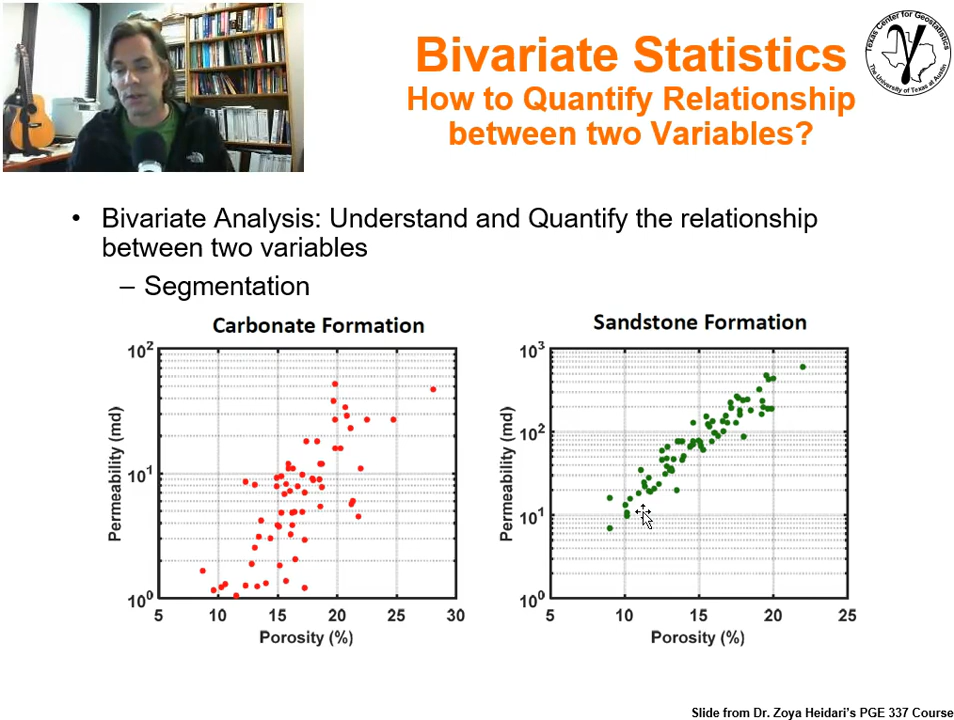 Bivariate Statistics
How to Quantify Relationship
between two Variables?
Texas Center for Geostatistics
The University of Texas at Austin
• Bivariate Analysis: Understand and Quantify the relationship
between two variables
– Segmentation
Carbonate Formation
10²
10¹
10⁰
Permeability (md)
5 10 15 20 25 30
Porosity (%)
Sandstone Formation
10³
10²
10¹
10⁰
Permeability (md)
5 10 15 20 25
Porosity (%)
Slide from Dr. Zoya Heidari's PGE 337 Course